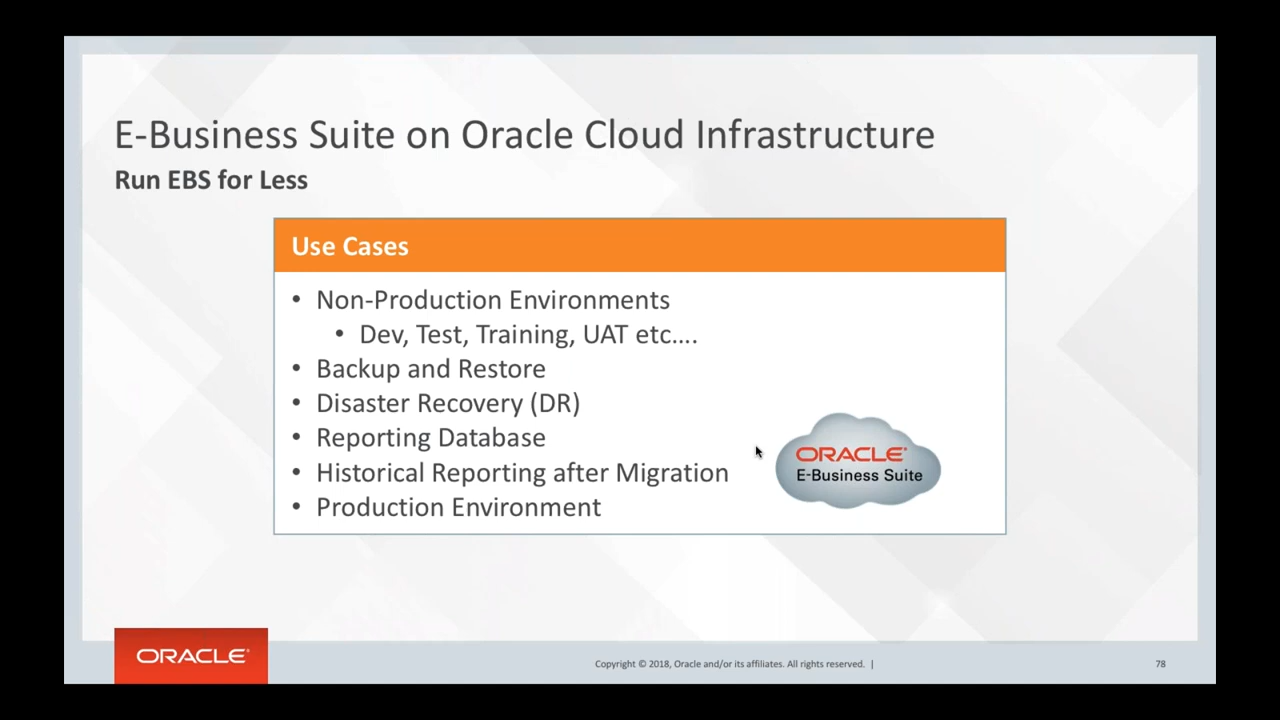 E-Business Suite on Oracle Cloud Infrastructure
Run EBS for Less
Use Cases
• Non-Production Environments
• Dev, Test, Training, UAT etc....
• Backup and Restore
• Disaster Recovery (DR)
• Reporting Database
• Historical Reporting after Migration
• Production Environment
ORACLE®
E-Business Suite
ORACLE®
Copyright © 2018, Oracle and/or its affiliates. All rights reserved. |
78